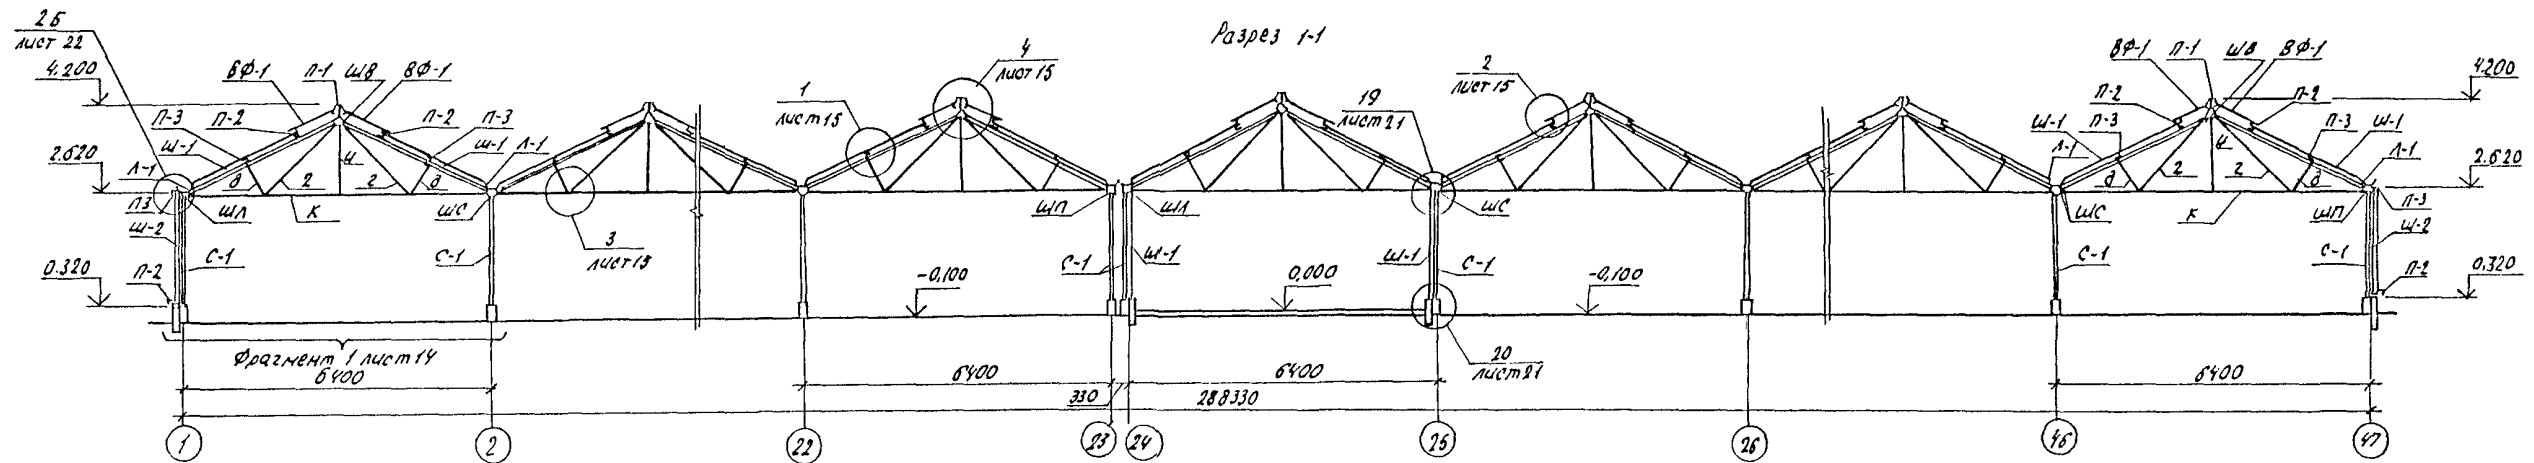 Разрез 1-1
25
лист 22
4.200
ВФ-1
П-1
ШВ
ВФ-1
4
лист 15
1
лист 15
2
лист 15
19
лист 21
ВФ-1
П-1
ШВ
ВФ-1
4.200
П-3
П-2
П-2
П-3
П-2
П-2
Ш-1
Ш-1
Л-1
Ш-1
П-3
П-3
Ш-1
2.620
Л-1
д
г
и
г
д
Л-1
д
г
и
г
д
Л-1
2.620
П3
ШЛ
К
ШС
ШП
ШЛ
ШС
ШС
К
ШП
П-3
Ш-2
Ш-2
3
лист 15
С-1
С-1
С-1
Ш-1
Ш-1
С-1
С-1
С-1
0.320
П-2
-0,100
0,000
-0,100
П-2
0,320
Фрагмент 1 лист 14
20
лист 21
6400
6400
330
6400
6400
288330
1
2
22
23
24
25
26
46
47